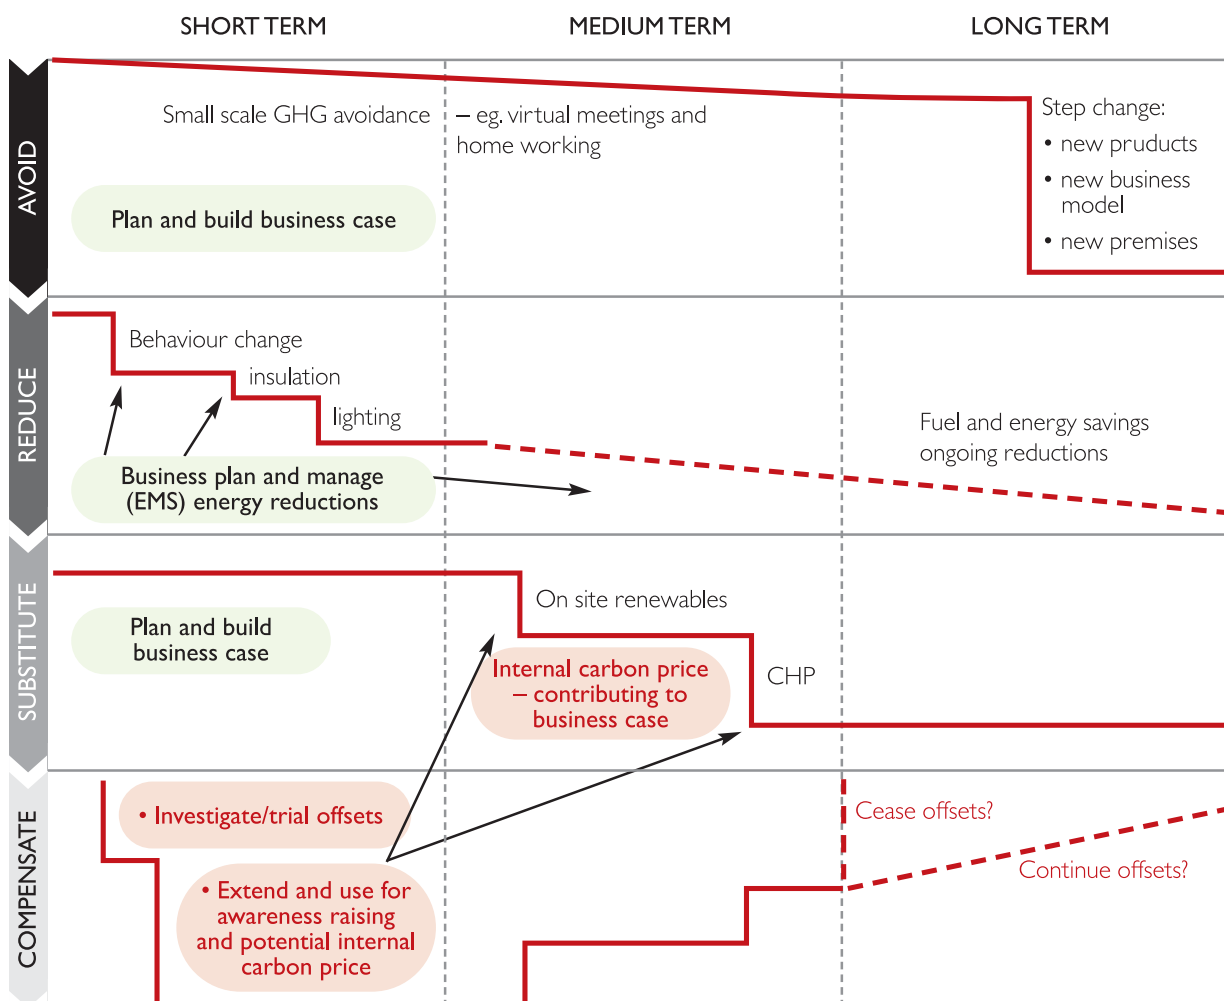 SHORT TERM
MEDIUM TERM
LONG TERM
AVOID
Small scale GHG avoidance
– eg. virtual meetings and
home working
Plan and build business case
Step change:
• new pruducts
• new business
model
• new premises
REDUCE
Behaviour change
insulation
lighting
Business plan and manage
(EMS) energy reductions
Fuel and energy savings
ongoing reductions
SUBSTITUTE
Plan and build
business case
On site renewables
Internal carbon price
– contributing to
business case
CHP
COMPENSATE
• Investigate/trial offsets
• Extend and use for
awareness raising
and potential internal
carbon price
Cease offsets?
Continue offsets?